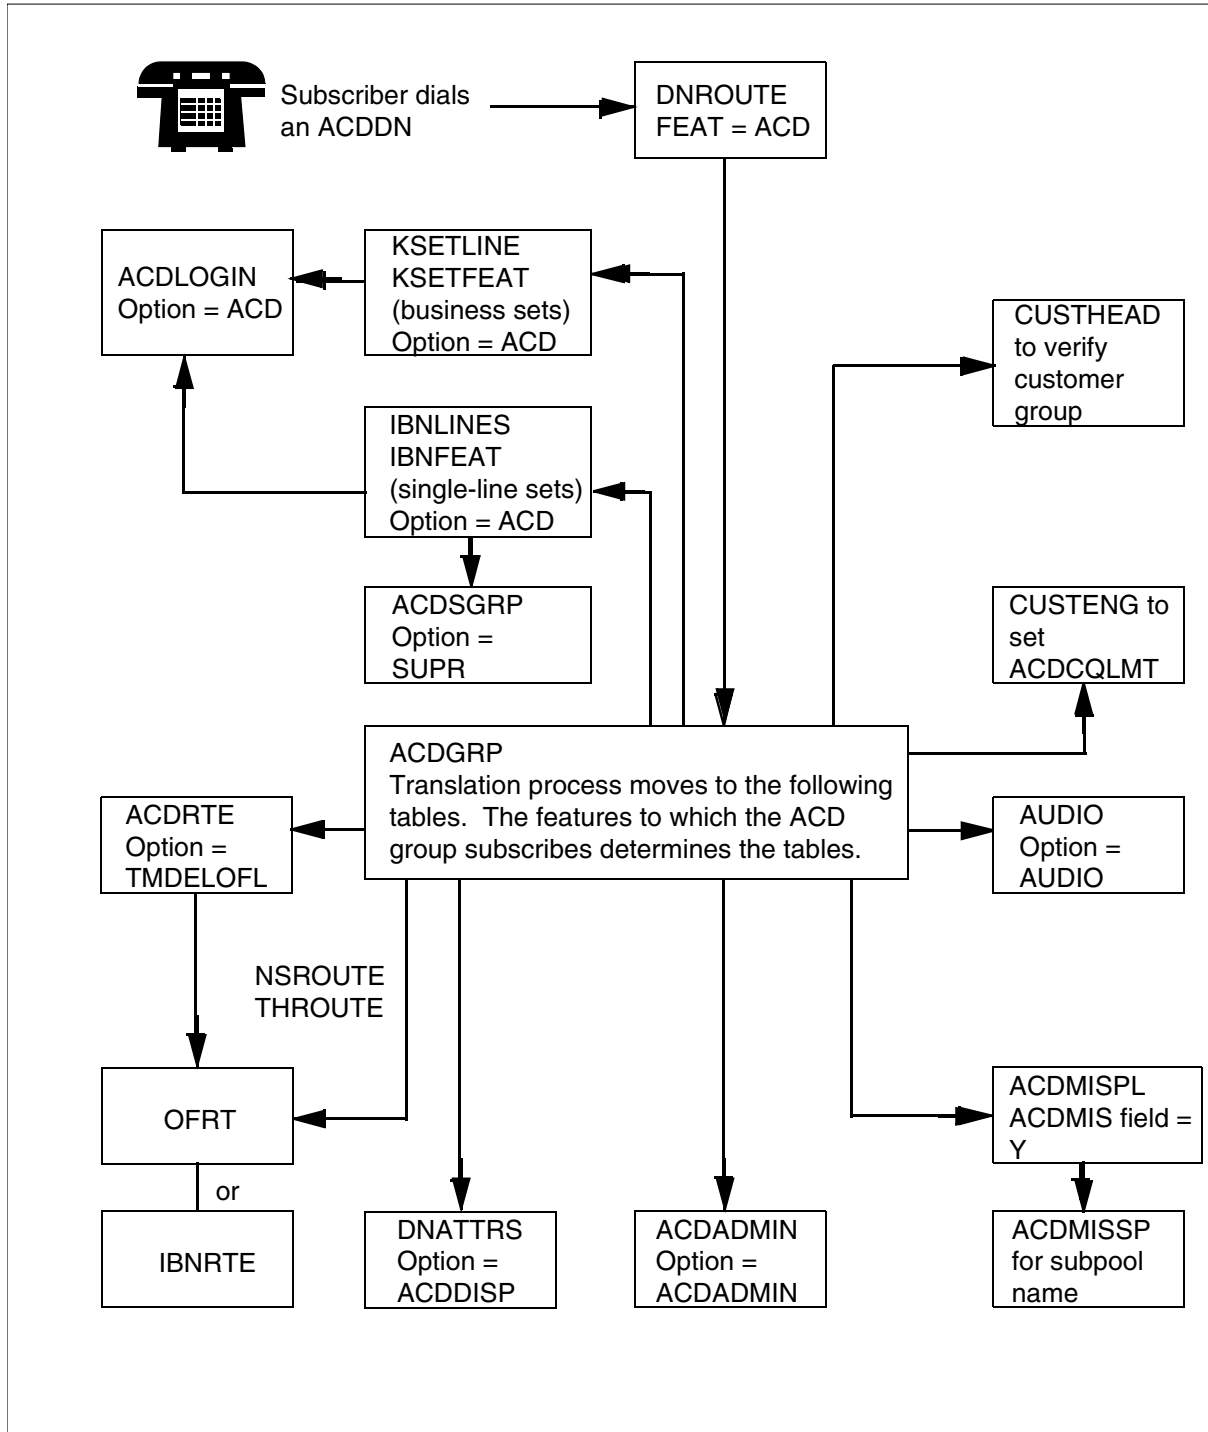 Subscriber dials
an ACDDN
DNROUTE
FEAT = ACD
ACDLOGIN
Option = ACD
KSETLINE
KSETFEAT
(business sets)
Option = ACD
CUSTHEAD
to verify
customer
group
IBNLINES
IBNFEAT
(single-line sets)
Option = ACD
ACDSGRP
Option =
SUPR
CUSTENG to
set
ACDCQLMT
ACDGRP
Translation process moves to the following
tables.  The features to which the ACD
group subscribes determines the tables.
ACDRTE
Option =
TMDELOFL
AUDIO
Option =
AUDIO
NSROUTE
THROUTE
OFRT
or
IBNRTE
ACDMISPL
ACDMIS field =
Y
DNATTRS
Option =
ACDDISP
ACDADMIN
Option =
ACDADMIN
ACDMISSP
for subpool
name